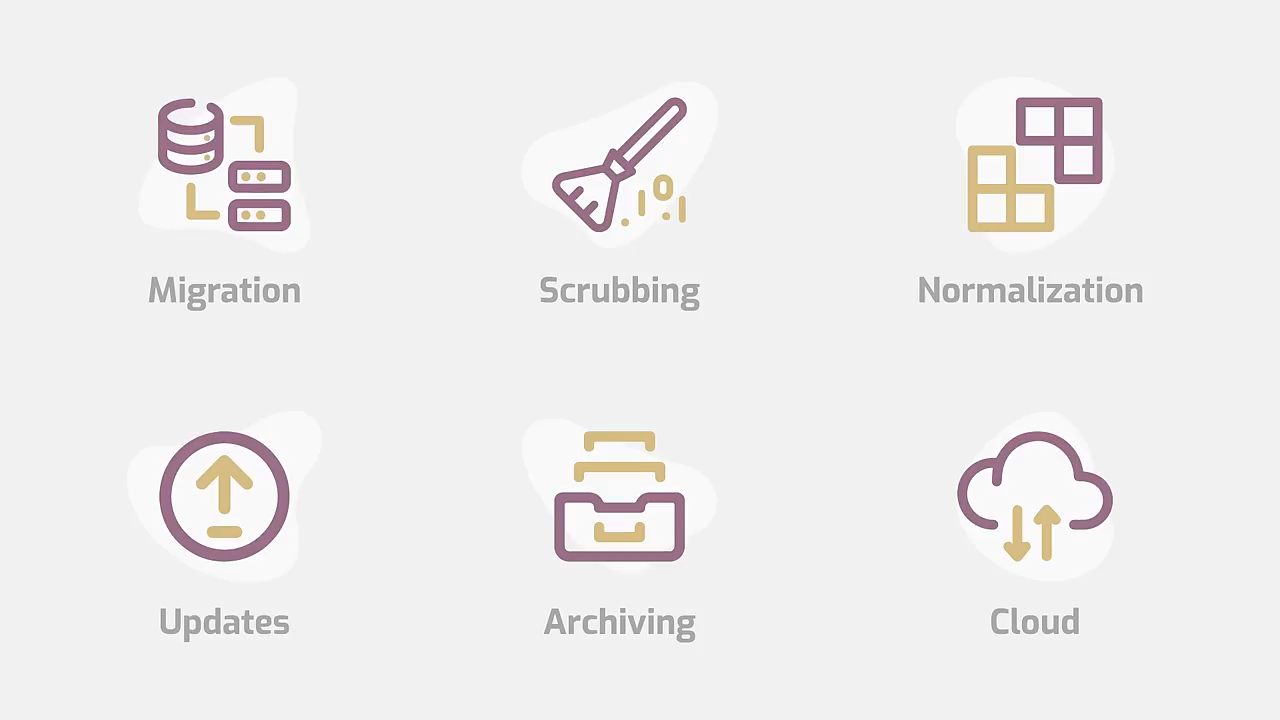 Migration
Scrubbing
Normalization
Updates
Archiving
Cloud